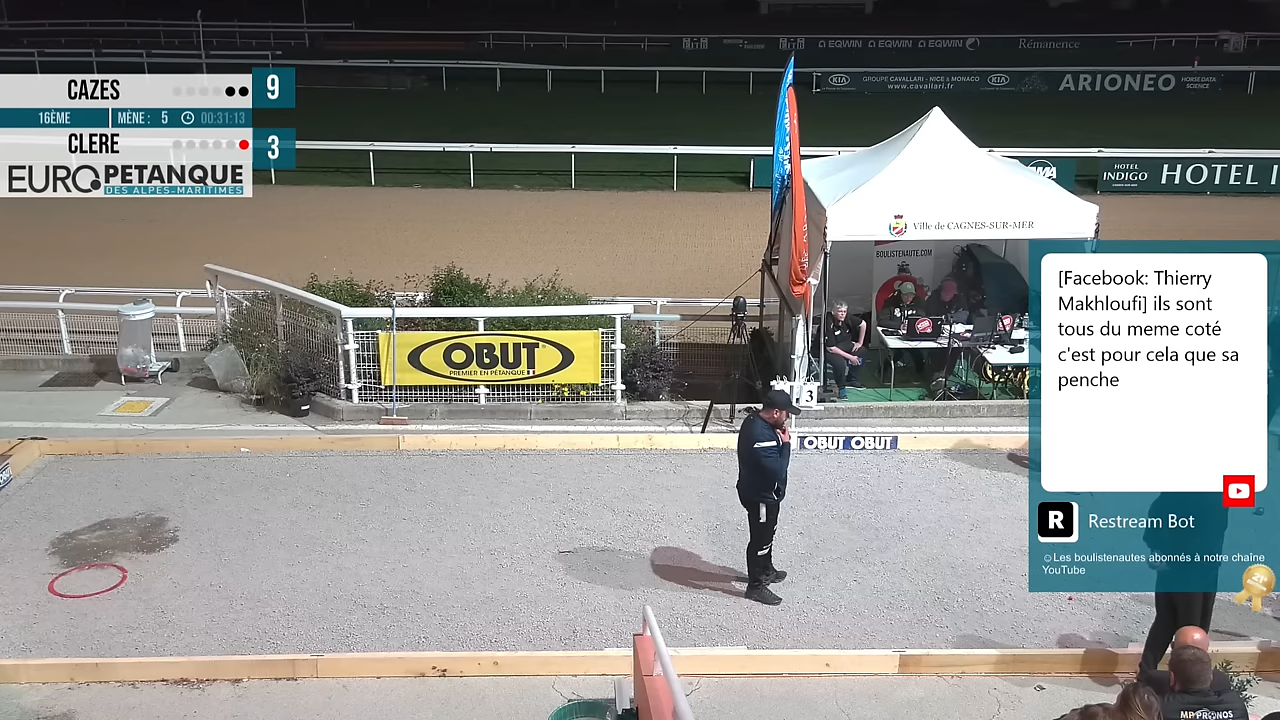 CAZES
9
16ÈME
MÈNE : 5
00:31:13
CLERE
3
EUROPETANQUE
DES ALPES-MARITIMES
EQWIN EQWIN EQWIN
Rémanence
KIA
GROUPE CAVALLARI - NICE & MONACO
www.cavallari.fr
KIA
ARIONEO
HORSE DATA
SCIENCE
HOTEL
INDIGO
HOTEL I
Ville de CAGNES-SUR-MER
BOULISTENAUTE.COM
OBUT
PREMIER EN PÉTANQUE
3
OBUT OBUT
[Facebook: Thierry
Makhloufi] ils sont
tous du meme coté
c'est pour cela que sa
penche
R
Restream Bot
☺Les boulistenautes abonnés à notre chaîne
YouTube
MP PRONOS